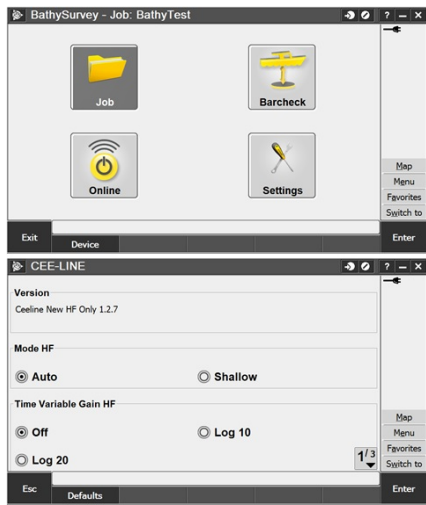 BathySurvey - Job: BathyTest
? – ×
Job
Barcheck
Online
Settings
Map
Menu
Favorites
Switch to
Exit
Device
Enter
CEE-LINE
? – ×
Version
Ceeline New HF Only 1.2.7
Mode HF
Auto
Shallow
Time Variable Gain HF
Off
Log 10
Log 20
1/3
Map
Menu
Favorites
Switch to
Esc
Defaults
Enter